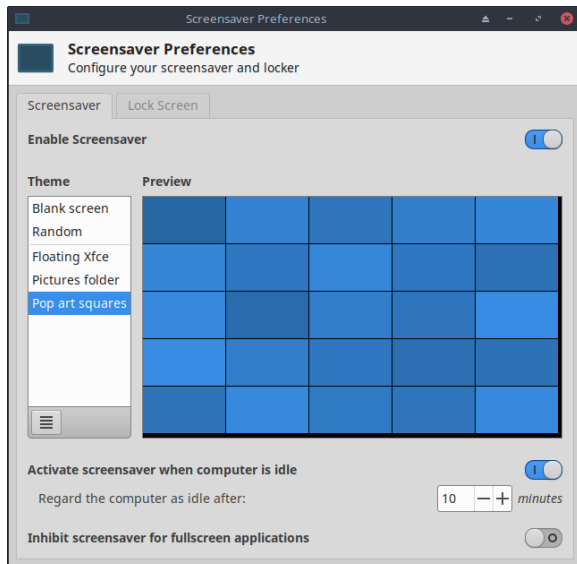 Screensaver Preferences
Screensaver Preferences
Configure your screensaver and locker
Screensaver Lock Screen
Enable Screensaver
Theme Preview
Blank screen
Random
Floating Xfce
Pictures folder
Pop art squares
Activate screensaver when computer is idle
Regard the computer as idle after: 10 minutes
Inhibit screensaver for fullscreen applications